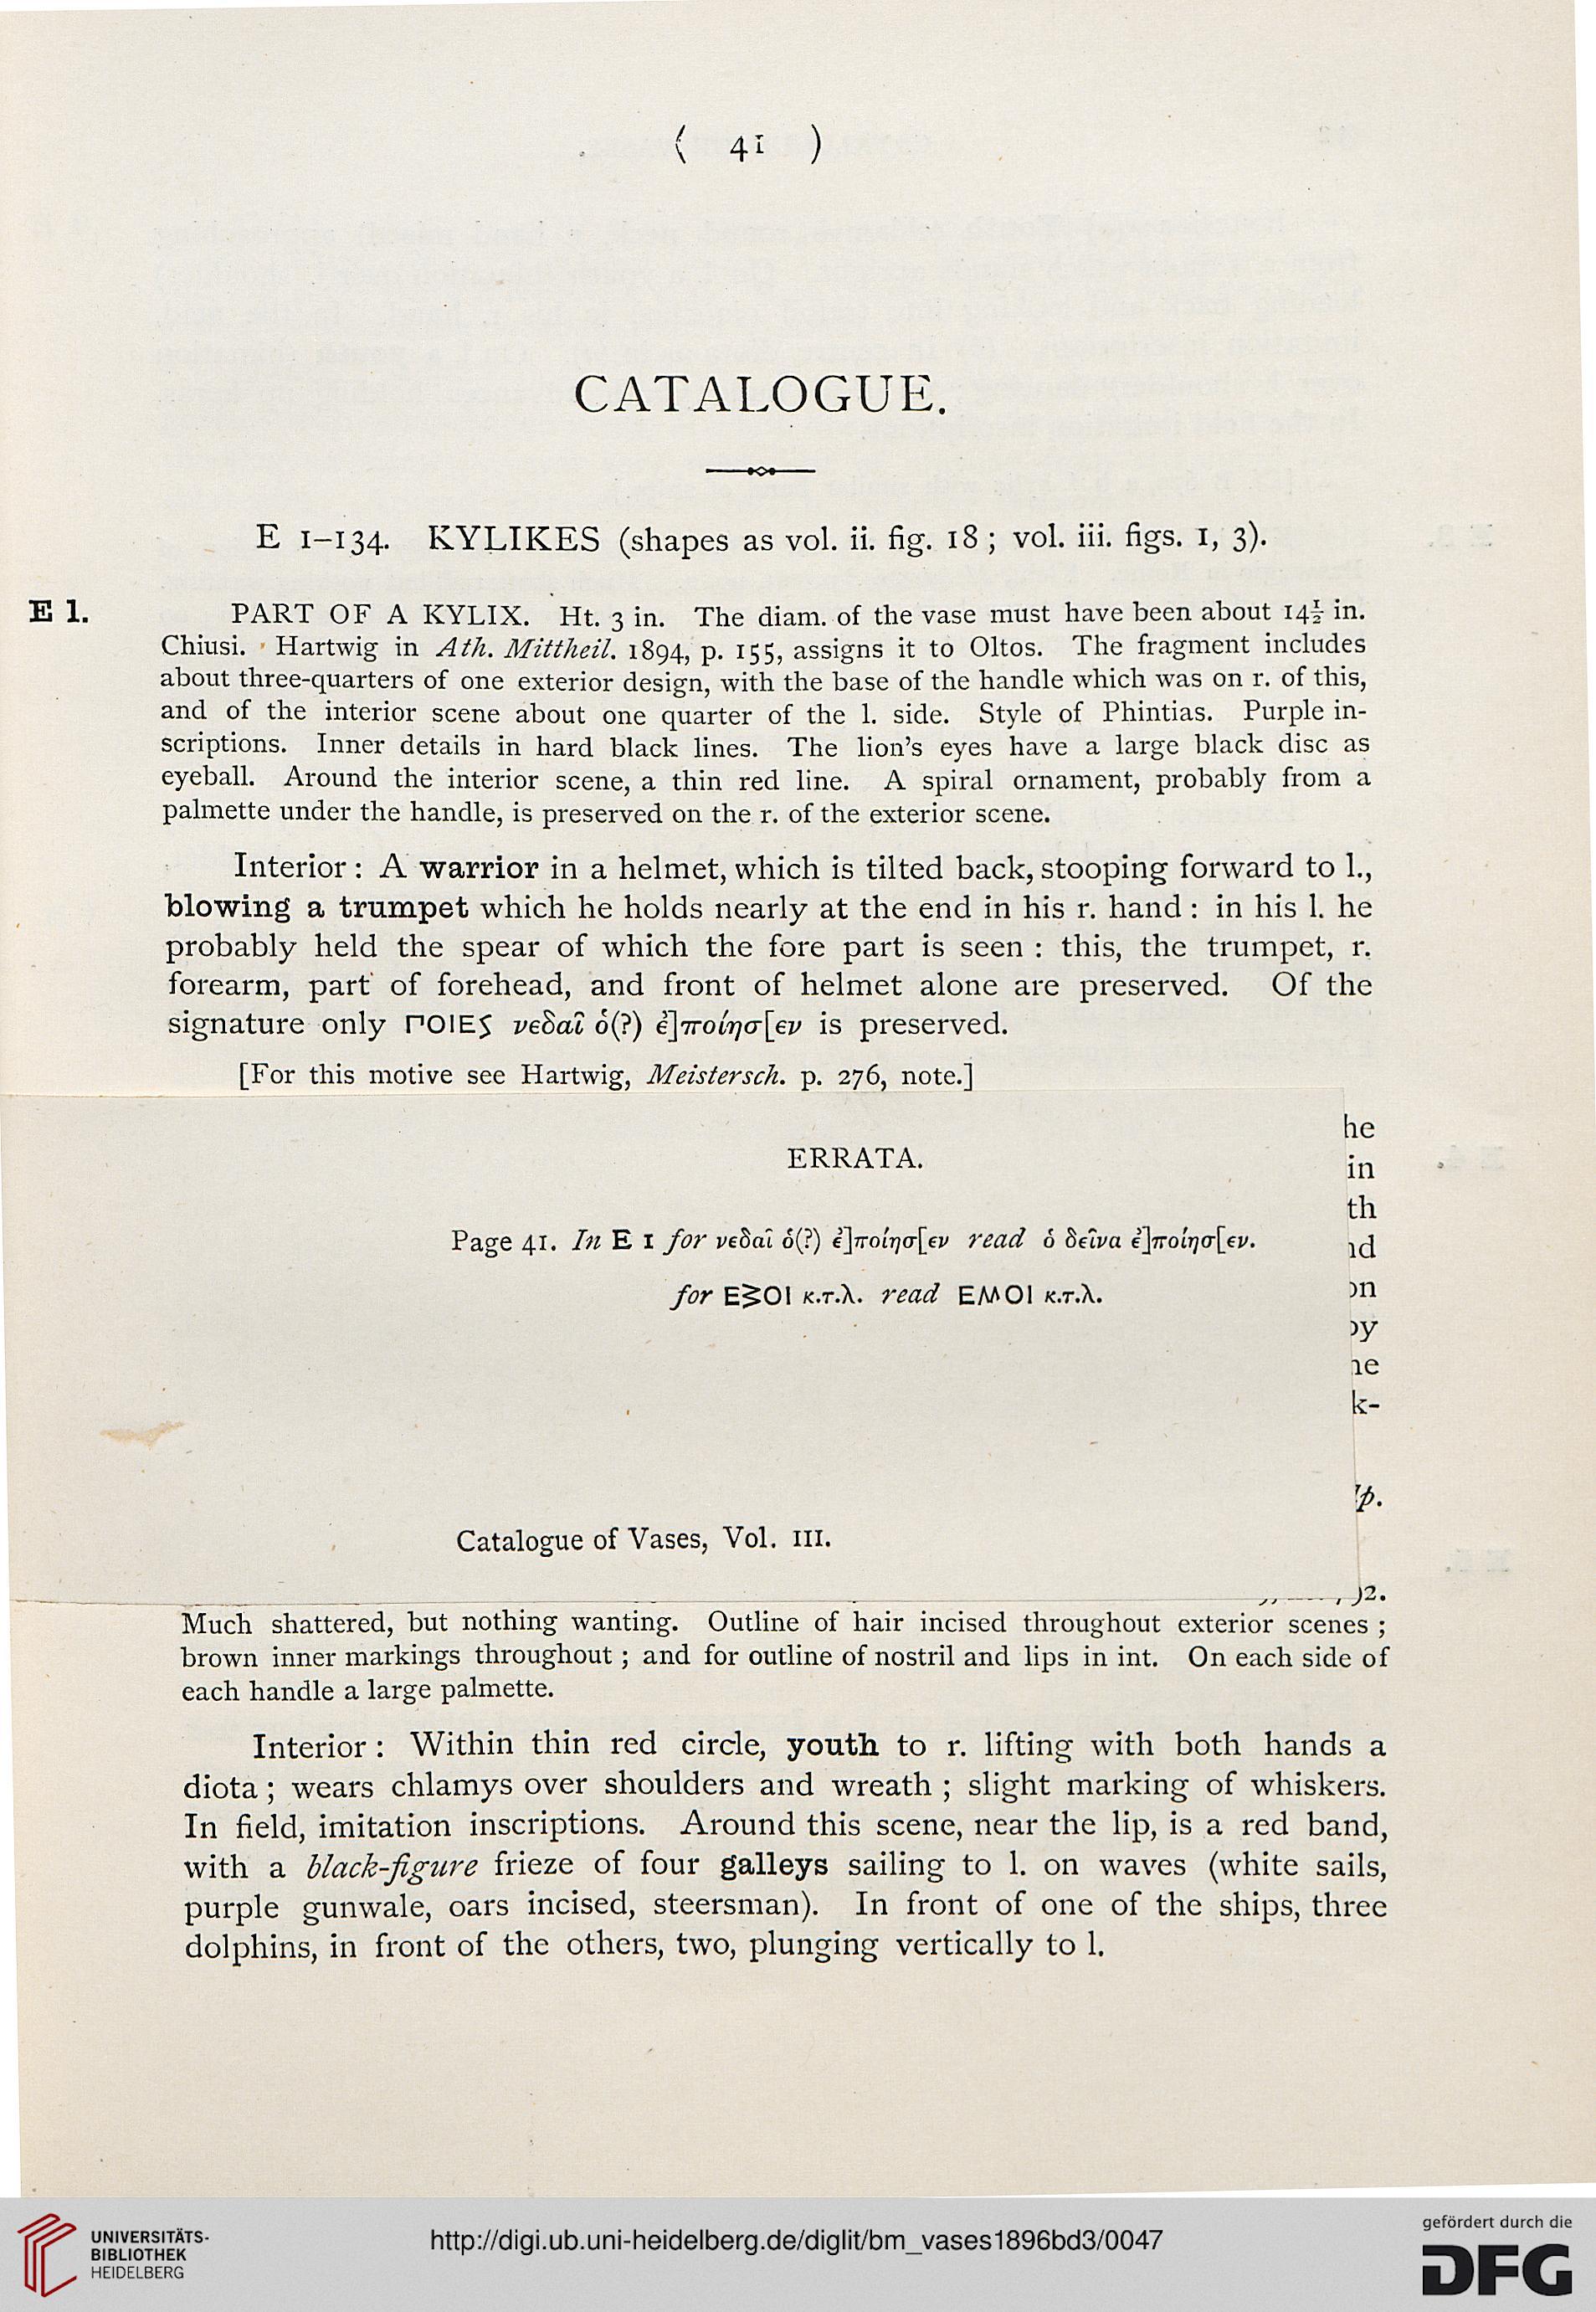 ( 41 )
CATALOGUE.
E 1–134. KYLIKES (shapes as vol. ii. fig. 18; vol. iii. figs. 1, 3).
E 1. PART OF A KYLIX. Ht. 3 in. The diam. of the vase must have been about 14½ in.
Chiusi. Hartwig in Ath. Mittheil. 1894, p. 155, assigns it to Oltos. The fragment includes
about three-quarters of one exterior design, with the base of the handle which was on r. of this,
and of the interior scene about one quarter of the l. side. Style of Phintias. Purple in-
scriptions. Inner details in hard black lines. The lion's eyes have a large black disc as
eyeball. Around the interior scene, a thin red line. A spiral ornament, probably from a
palmette under the handle, is preserved on the r. of the exterior scene.
Interior: A warrior in a helmet, which is tilted back, stooping forward to l.,
blowing a trumpet which he holds nearly at the end in his r. hand: in his l. he
probably held the spear of which the fore part is seen: this, the trumpet, r.
forearm, part of forehead, and front of helmet alone are preserved. Of the
signature only ΠΟΙΕΣ νεδαῖ ὁ(?) ἐ]ποίησ[εν is preserved.
[For this motive see Hartwig, Meistersch. p. 276, note.]
he
in
th
nd
on
by
he
k-
ERRATA.
Page 41. In E 1 for νεδαῖ ὁ(?) ἐ]ποίησ[εν read ὁ δεῖνα ἐ]ποίησ[εν.
for ΕΣΟΙ κ.τ.λ. read ΕΜΟΙ κ.τ.λ.
Catalogue of Vases, Vol. III.
p.
92.
Much shattered, but nothing wanting. Outline of hair incised throughout exterior scenes;
brown inner markings throughout; and for outline of nostril and lips in int. On each side of
each handle a large palmette.
Interior: Within thin red circle, youth to r. lifting with both hands a
diota; wears chlamys over shoulders and wreath; slight marking of whiskers.
In field, imitation inscriptions. Around this scene, near the lip, is a red band,
with a black-figure frieze of four galleys sailing to l. on waves (white sails,
purple gunwale, oars incised, steersman). In front of one of the ships, three
dolphins, in front of the others, two, plunging vertically to l.
UNIVERSITÄTS-
BIBLIOTHEK
HEIDELBERG
http://digi.ub.uni-heidelberg.de/diglit/bm_vases1896bd3/0047
gefördert durch die
DFG